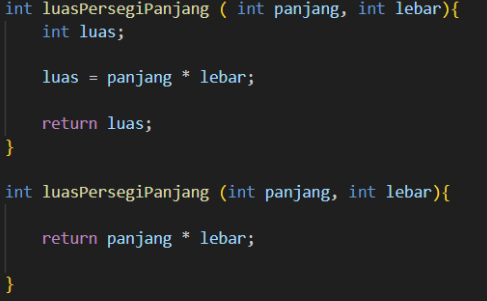 int luasPersegiPanjang ( int panjang, int lebar){
    int luas;
    luas = panjang * lebar;
    return luas;
}
int luasPersegiPanjang (int panjang, int lebar){
    return panjang * lebar;
}